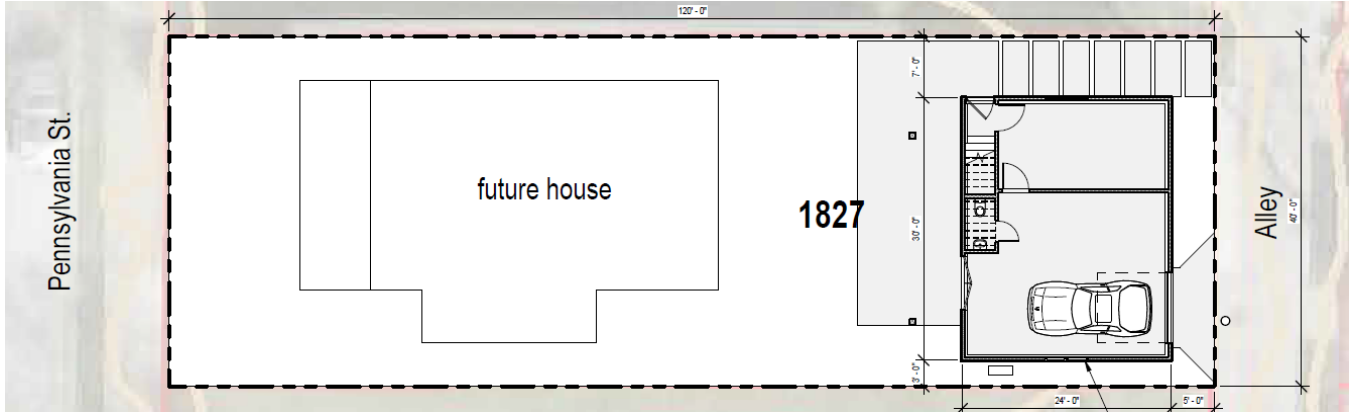 120' - 0"
Pennsylvania St.
future house
1827
7' - 0"
30' - 0"
3' - 0"
Alley
40' - 0"
24' - 0"
5' - 0"